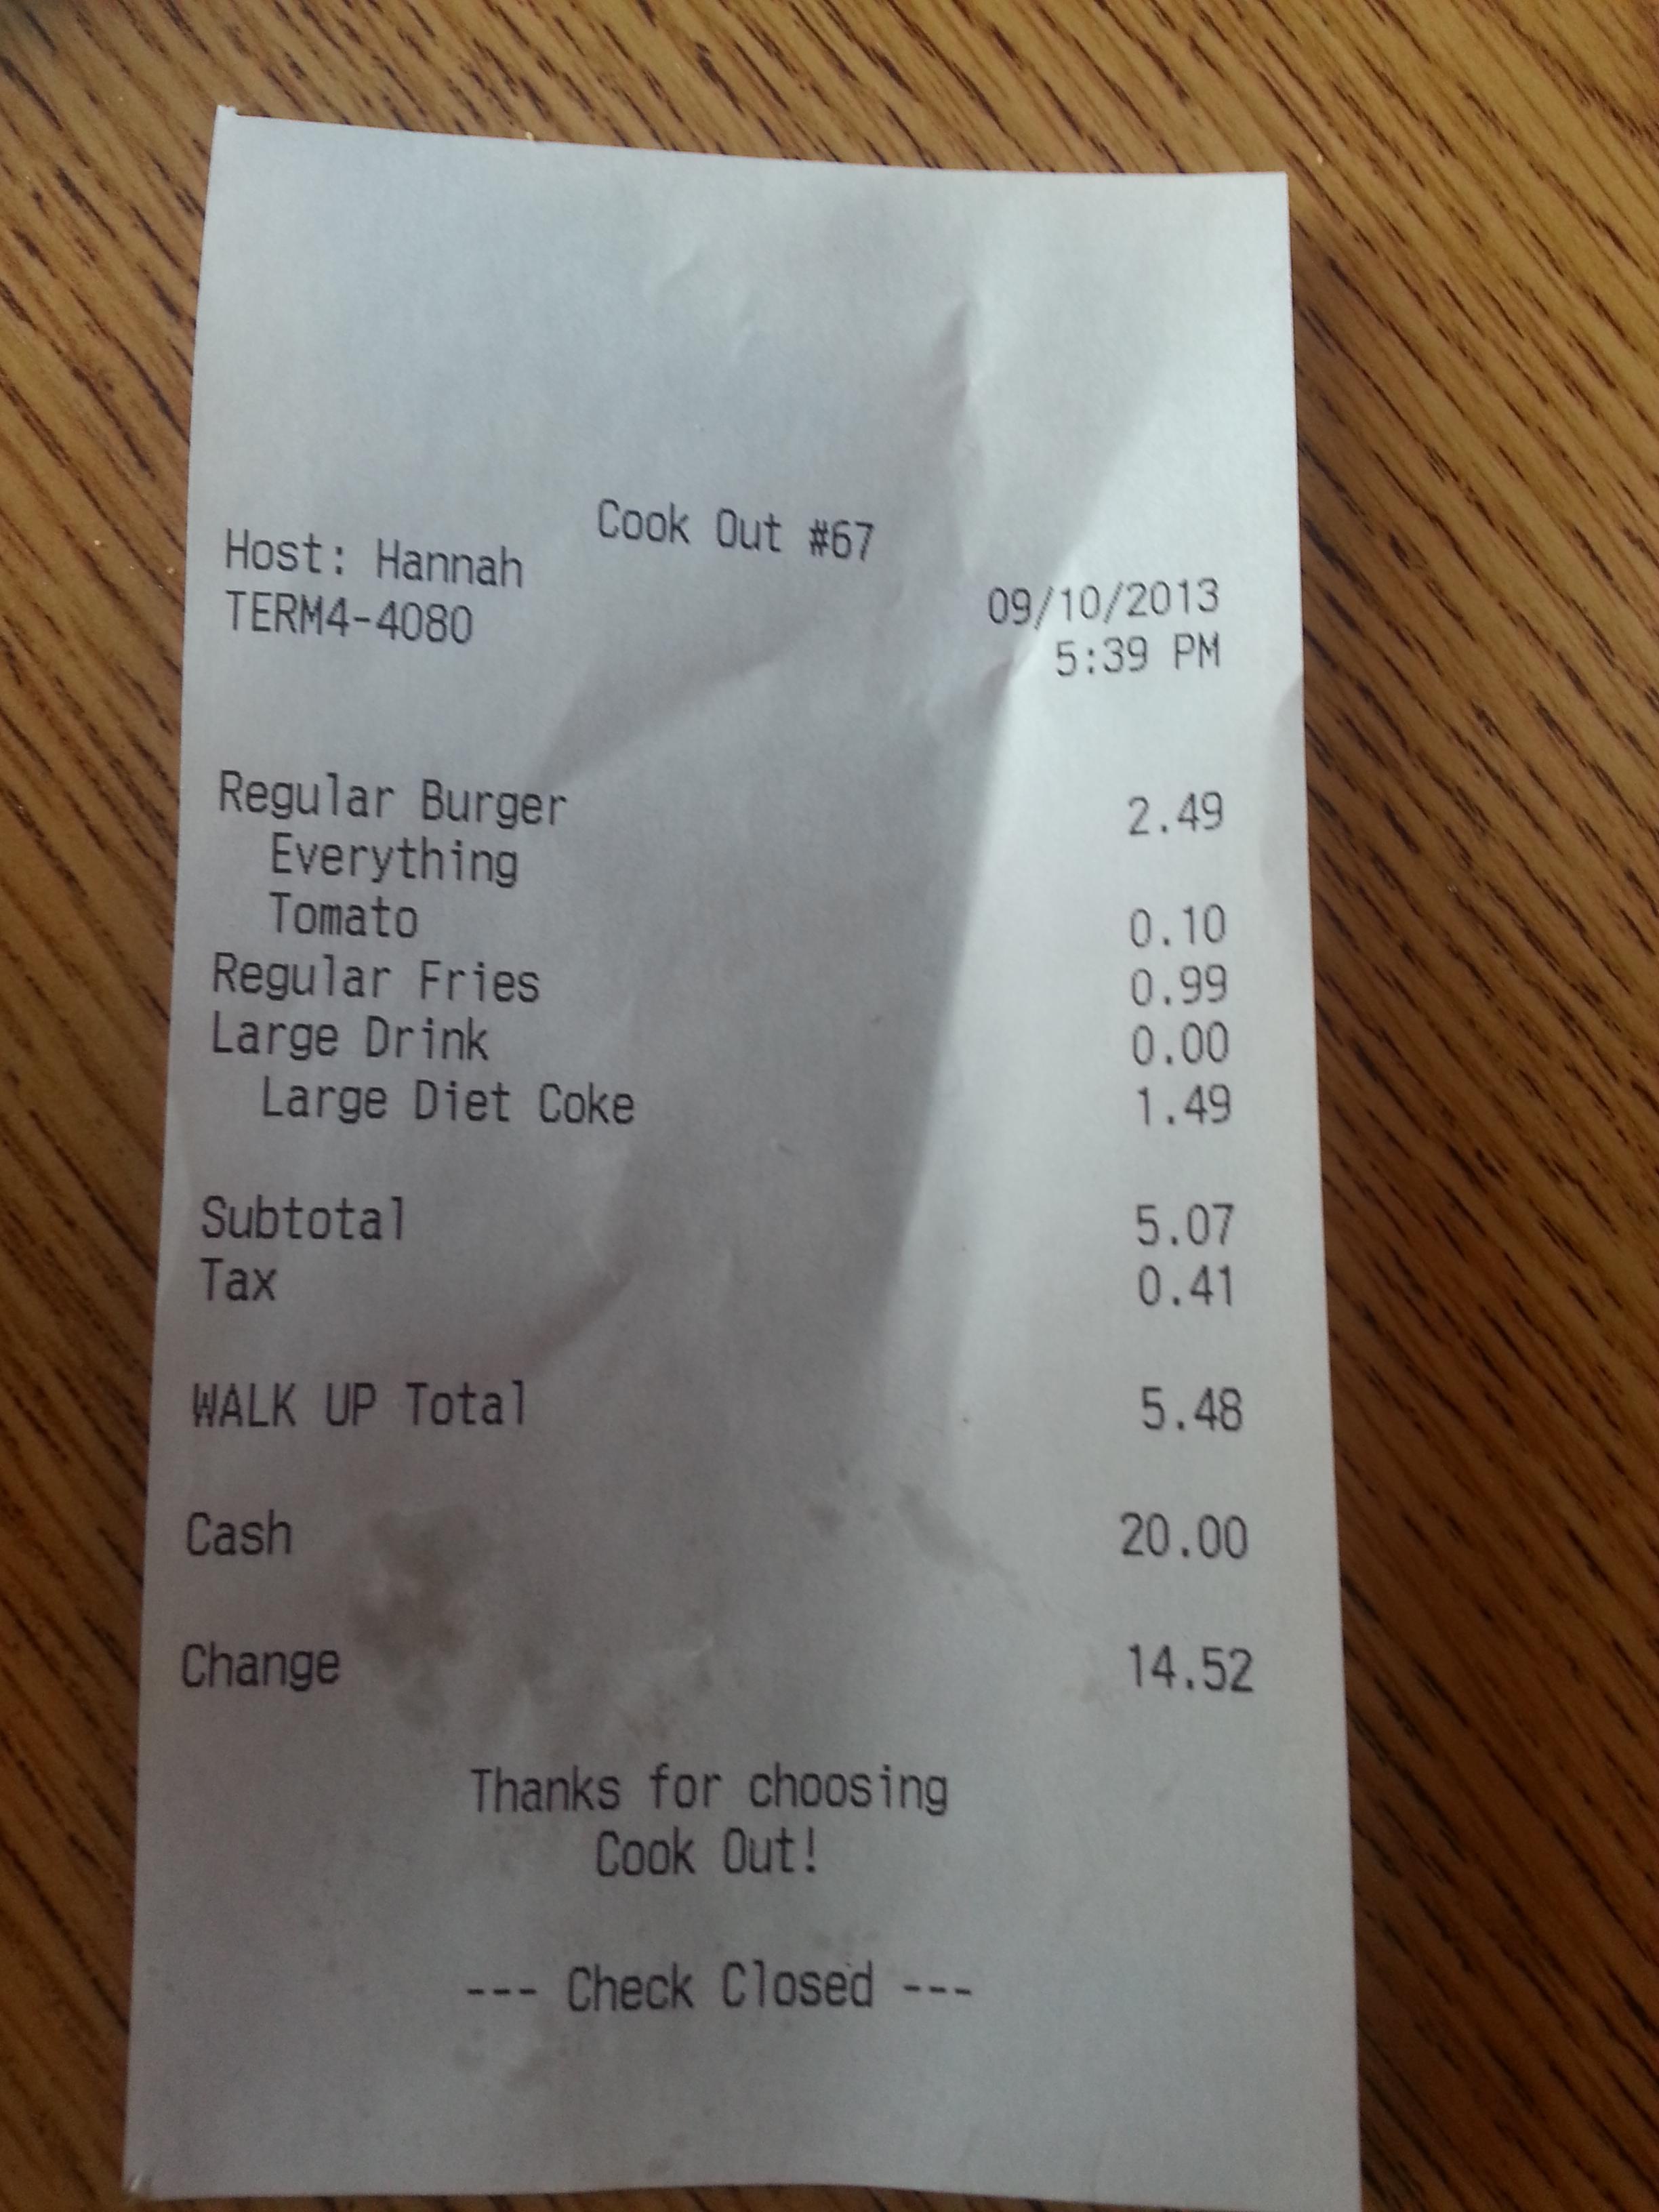 Cook Out #67
Host: Hannah
09/10/2013
TERM4-4080
5:39 PM
Regular Burger 2.49
Everything
Tomato 0.10
Regular Fries 0.99
Large Drink 0.00
Large Diet Coke 1.49
Subtotal 5.07
Tax 0.41
WALK UP Total 5.48
Cash 20.00
Change 14.52
Thanks for choosing
Cook Out!
--- Check Closed ---